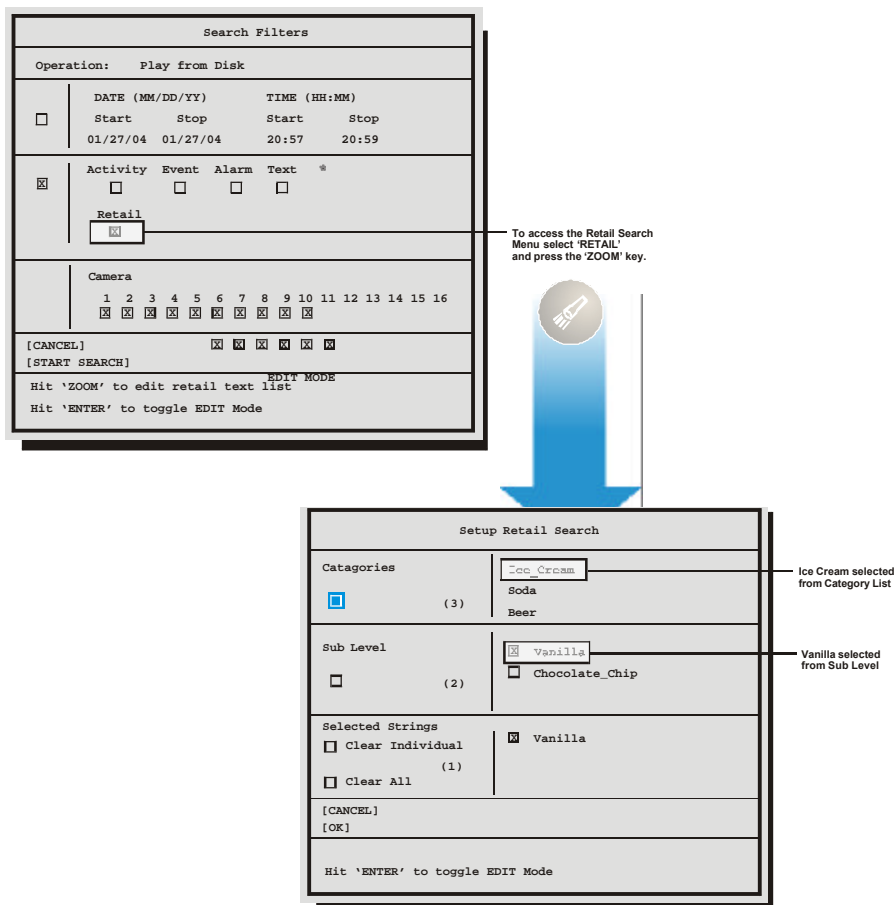 Search Filters
Operation: Play from Disk
DATE (MM/DD/YY) TIME (HH:MM)
Start Stop Start Stop
01/27/04 01/27/04 20:57 20:59
Activity Event Alarm Text *
Retail
To access the Retail Search
Menu select ‘RETAIL’
and press the ‘ZOOM’ key.
Camera
1 2 3 4 5 6 7 8 9 10 11 12 13 14 15 16
[CANCEL]
[START SEARCH]
EDIT MODE
Hit ‘ZOOM’ to edit retail text list
Hit ‘ENTER’ to toggle EDIT Mode
Setup Retail Search
Catagories
(3)
Ice_Cream
Soda
Beer
Ice Cream selected
from Category List
Sub Level
(2)
Vanilla
Chocolate_Chip
Vanilla selected
from Sub Level
Selected Strings
Clear Individual
(1)
Clear All
Vanilla
[CANCEL]
[OK]
Hit ‘ENTER’ to toggle EDIT Mode